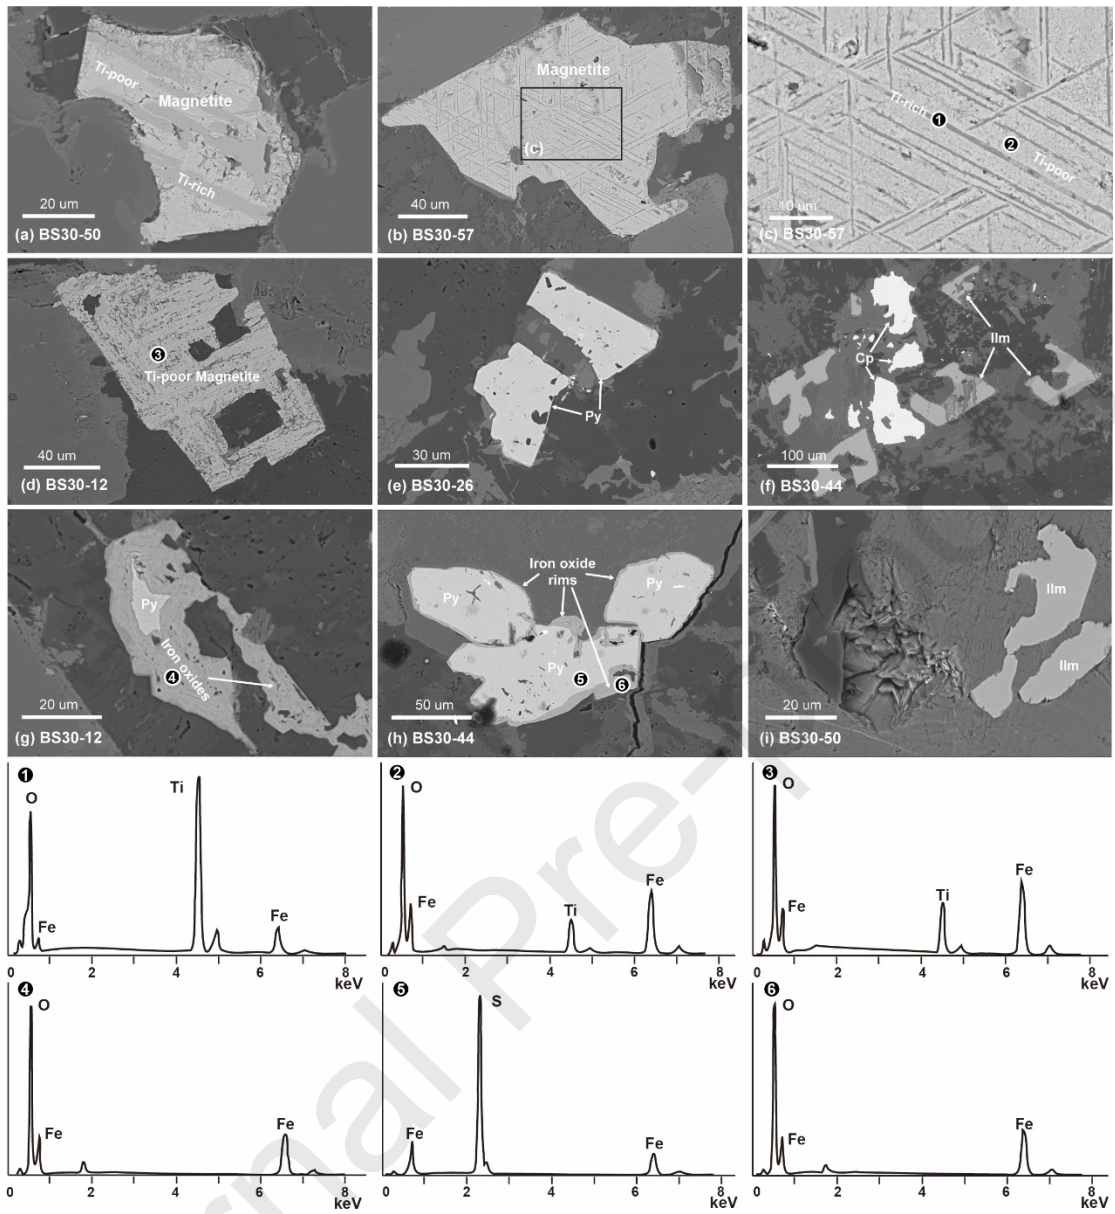 Ti-poor
Magnetite
Ti-rich
20 um
(a) BS30-50
Magnetite
(c)
40 um
(b) BS30-57
Ti-rich
1
2
Ti-poor
10 um
(c) BS30-57
3
Ti-poor Magnetite
40 um
(d) BS30-12
Py
30 um
(e) BS30-26
Cp
Ilm
100 um
(f) BS30-44
Py
Iron oxides
4
20 um
(g) BS30-12
Iron oxide
rims
Py
Py
Py
5
6
50 um
(h) BS30-44
Ilm
Ilm
20 um
(i) BS30-50
1
O
Ti
Fe
Fe
0 2 4 6 8
keV
2
O
Fe
Ti
Fe
0 2 4 6 8
keV
3
O
Fe
Ti
Fe
0 2 4 6 8
keV
4
O
Fe
Fe
0 2 4 6 8
keV
5
S
Fe
Fe
0 2 4 6 8
keV
6
O
Fe
Fe
0 2 4 6 8
keV
rnal Pre-p